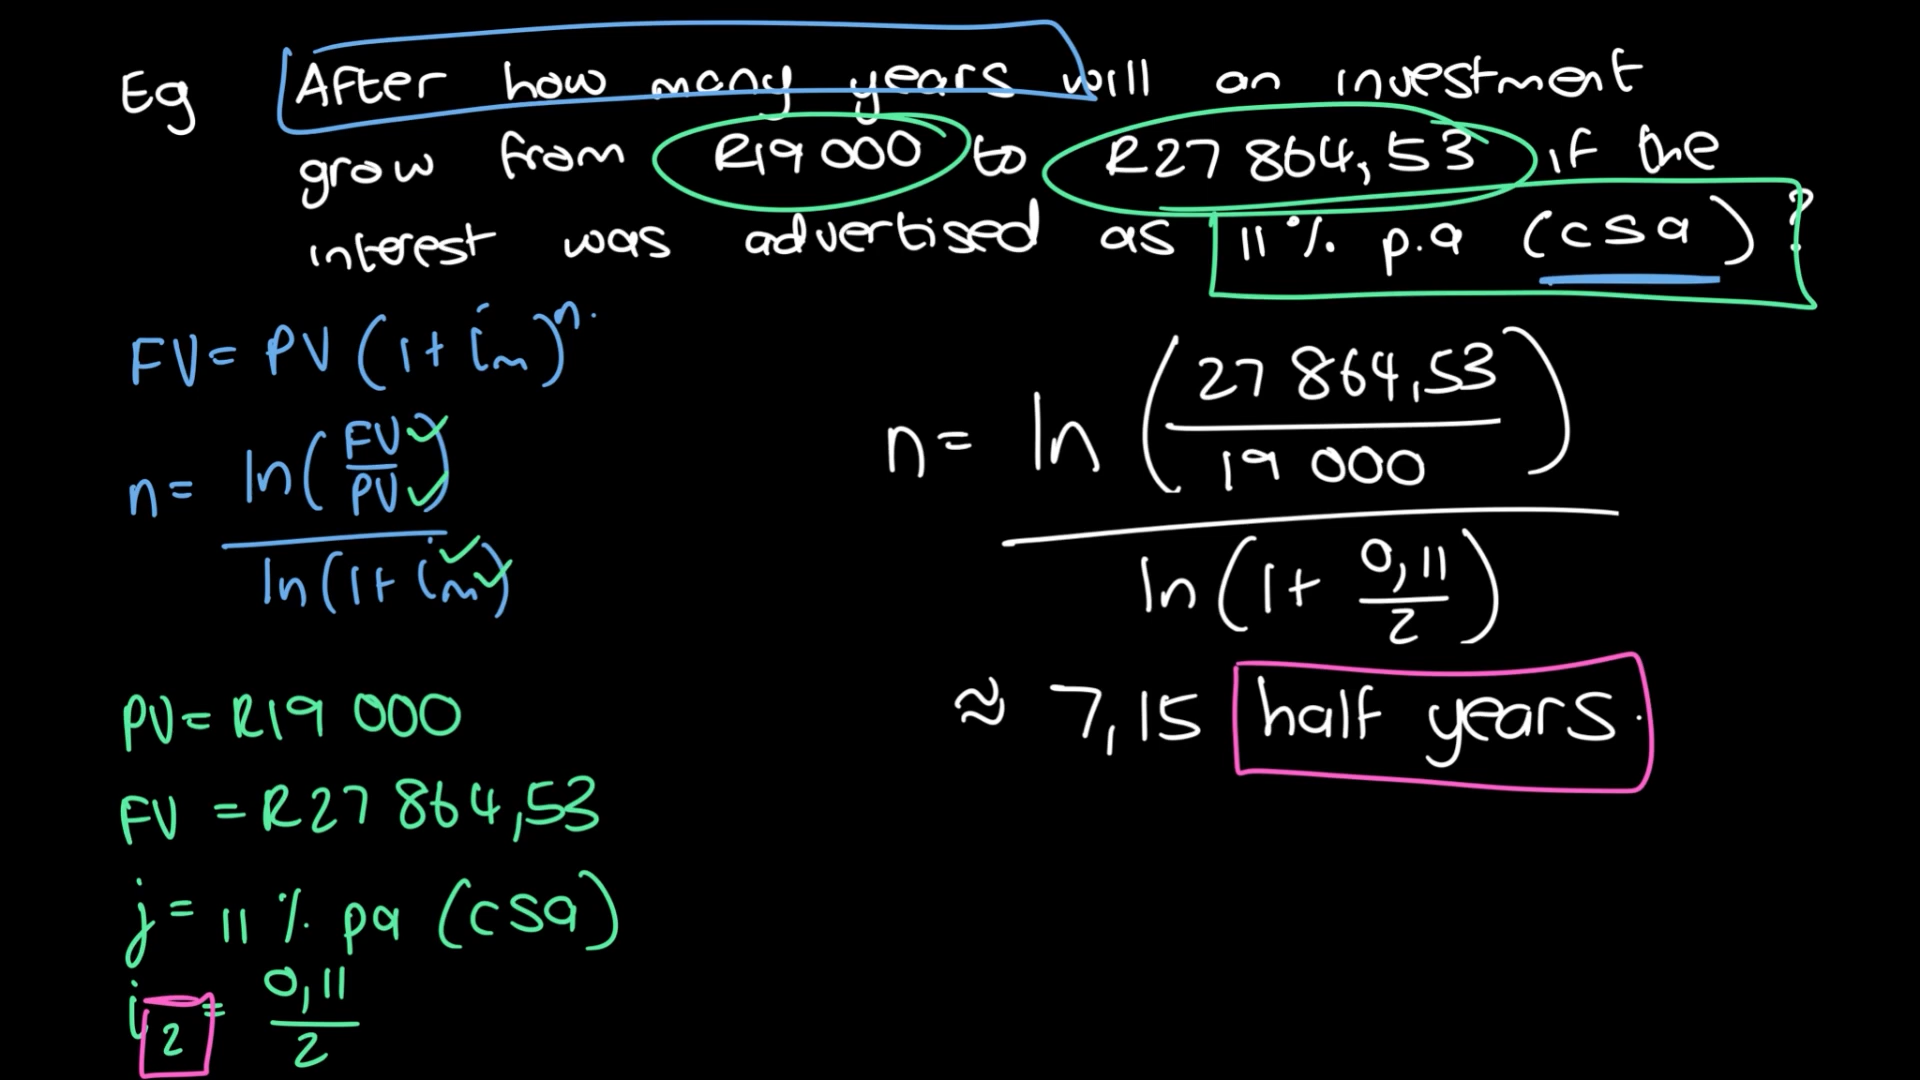 Eg After how many years will an investment
grow from R19 000 to R27 864,53 if the
interest was advertised as 11 % p.a (csa)?
FV = PV (1 + im)^n.
n = ln(FV/PV) / ln(1 + im)
PV = R19 000
FV = R27 864,53
j = 11 % pa (csa)
i2 = 0,11/2
n = ln(27 864,53/19 000) / ln(1 + 0,11/2)
≈ 7,15 half years.